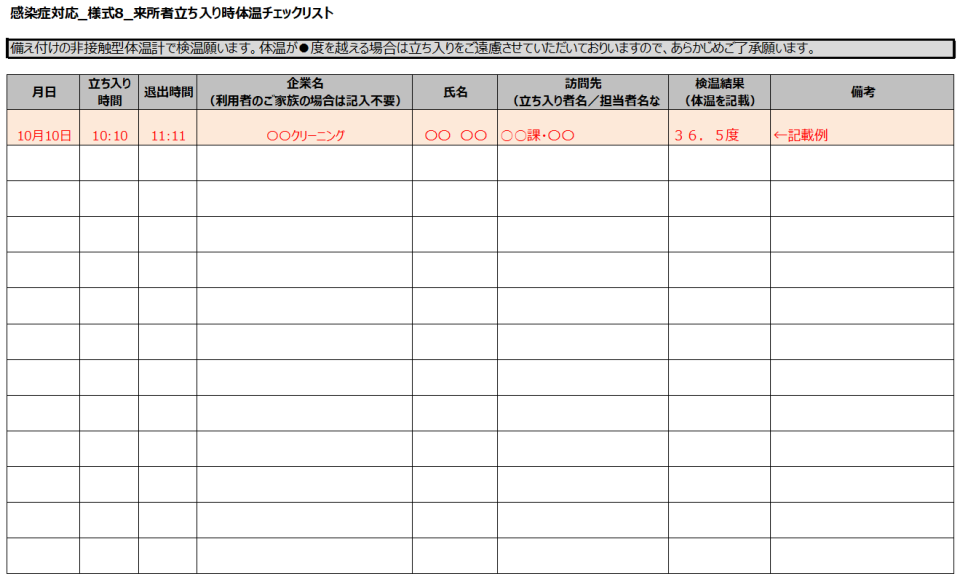 感染症対応_様式8_来所者立ち入り時体温チェックリスト
備え付けの非接触型体温計で検温願います。体温が●度を越える場合は立ち入りをご遠慮させていただいておりいますので、あらかじめご了承願います。
月日 立ち入り時間 退出時間 企業名（利用者のご家族の場合は記入不要） 氏名 訪問先（立ち入り者名／担当者名な 検温結果（体温を記載） 備考
10月10日 10:10 11:11 〇〇クリーニング 〇〇 〇〇 〇〇課・〇〇 ３６．５度 ←記載例